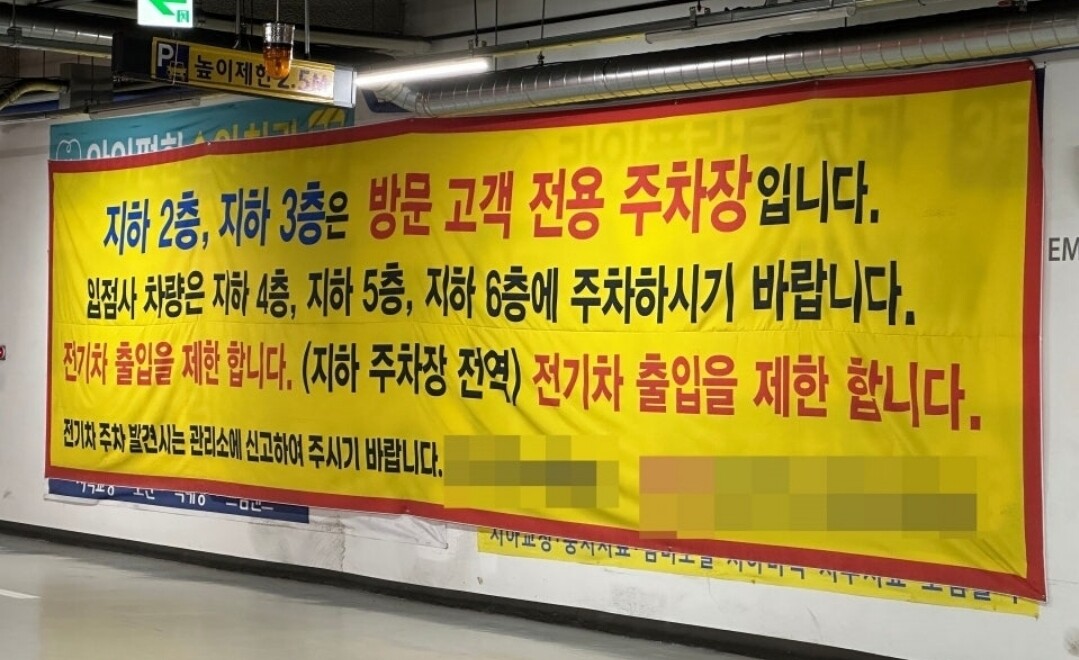 P 높이제한 2.5M
지하 2층, 지하 3층은 방문 고객 전용 주차장입니다.
입점사 차량은 지하 4층, 지하 5층, 지하 6층에 주차하시기 바랍니다.
전기차 출입을 제한 합니다. (지하 주차장 전역) 전기차 출입을 제한 합니다.
전기차 주차 발견시는 관리소에 신고하여 주시기 바랍니다.
EM